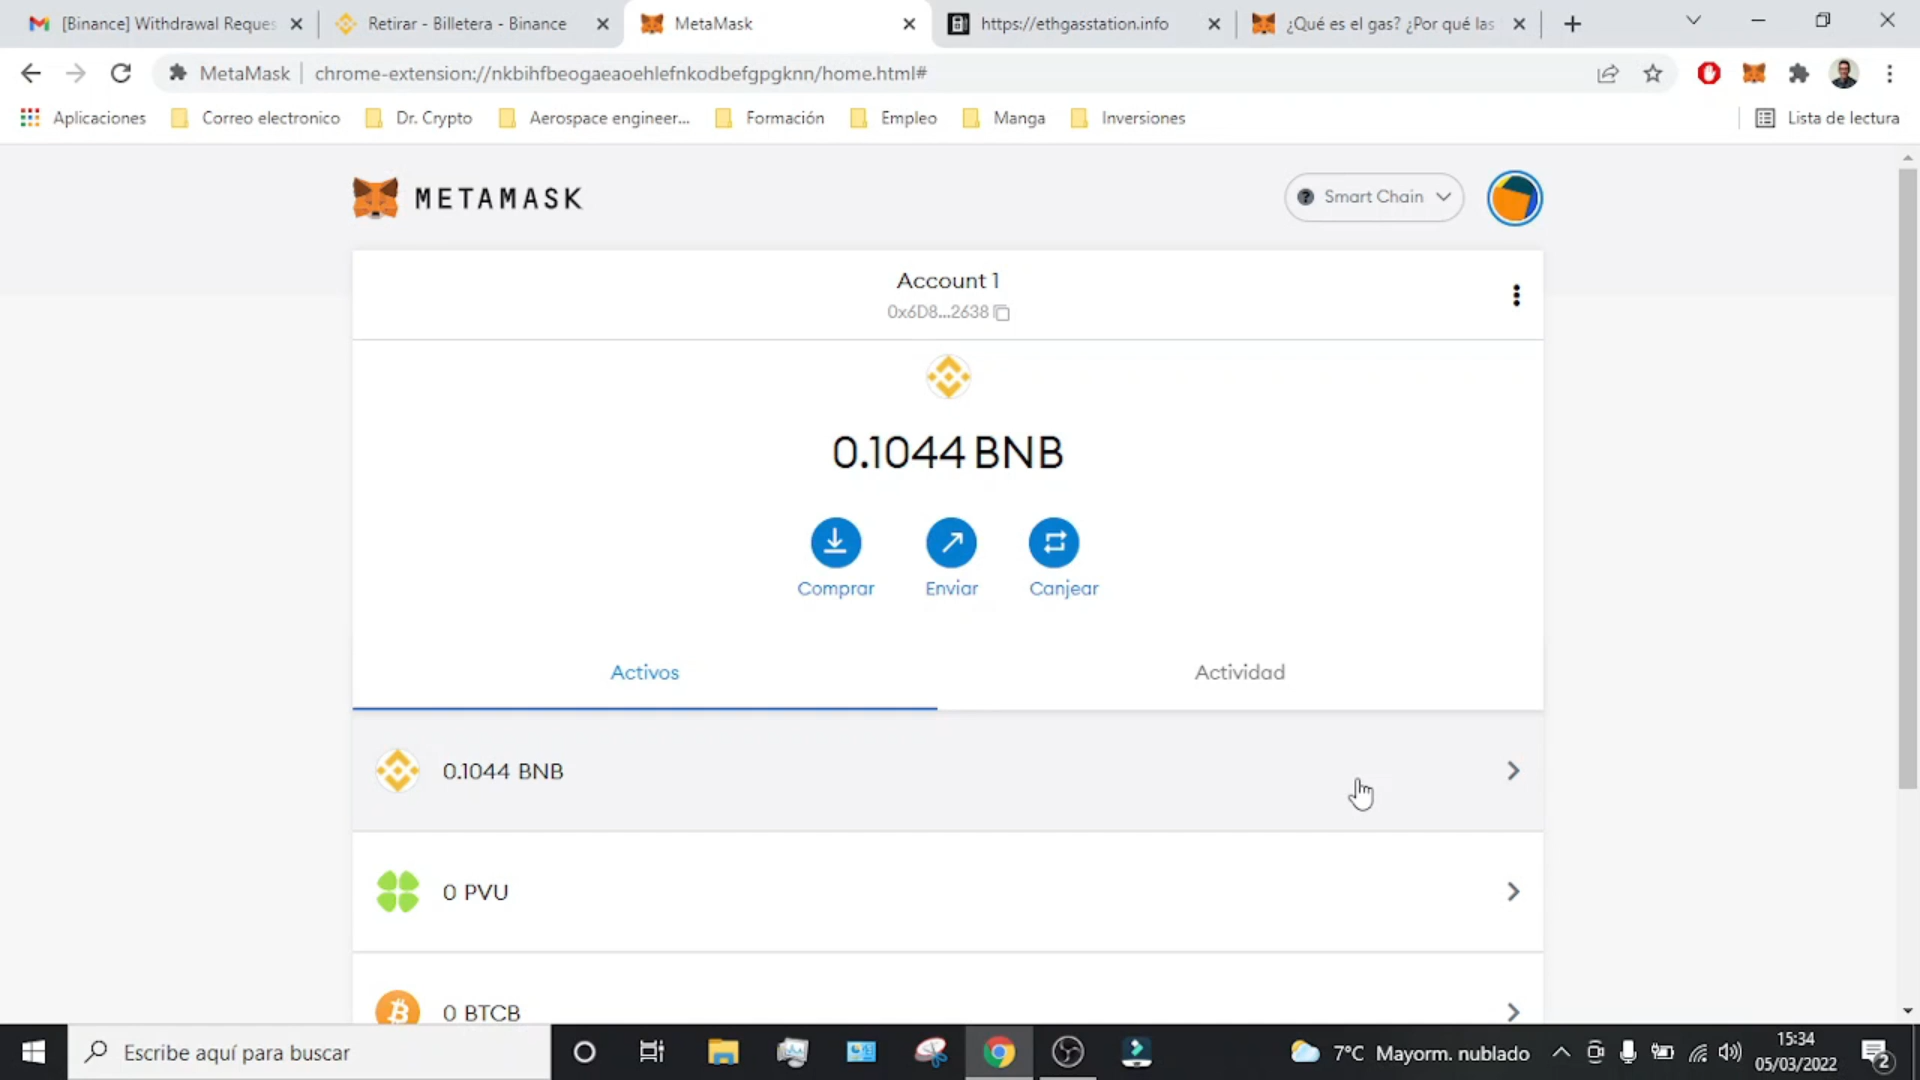 [Binance] Withdrawal Reques
Retirar - Billetera - Binance
MetaMask
https://ethgasstation.info
¿Qué es el gas? ¿Por qué las
MetaMask
chrome-extension://nkbihfbeogaeaoehlefnkodbefgpgknn/home.html#
Aplicaciones
Correo electronico
Dr. Crypto
Aerospace engineer...
Formación
Empleo
Manga
Inversiones
Lista de lectura
METAMASK
Smart Chain
Account 1
0x6D8...2638
0.1044 BNB
Comprar
Enviar
Canjear
Activos
Actividad
0.1044 BNB
0 PVU
0 BTCB
Escribe aquí para buscar
7°C Mayorm. nublado
15:34
05/03/2022
2